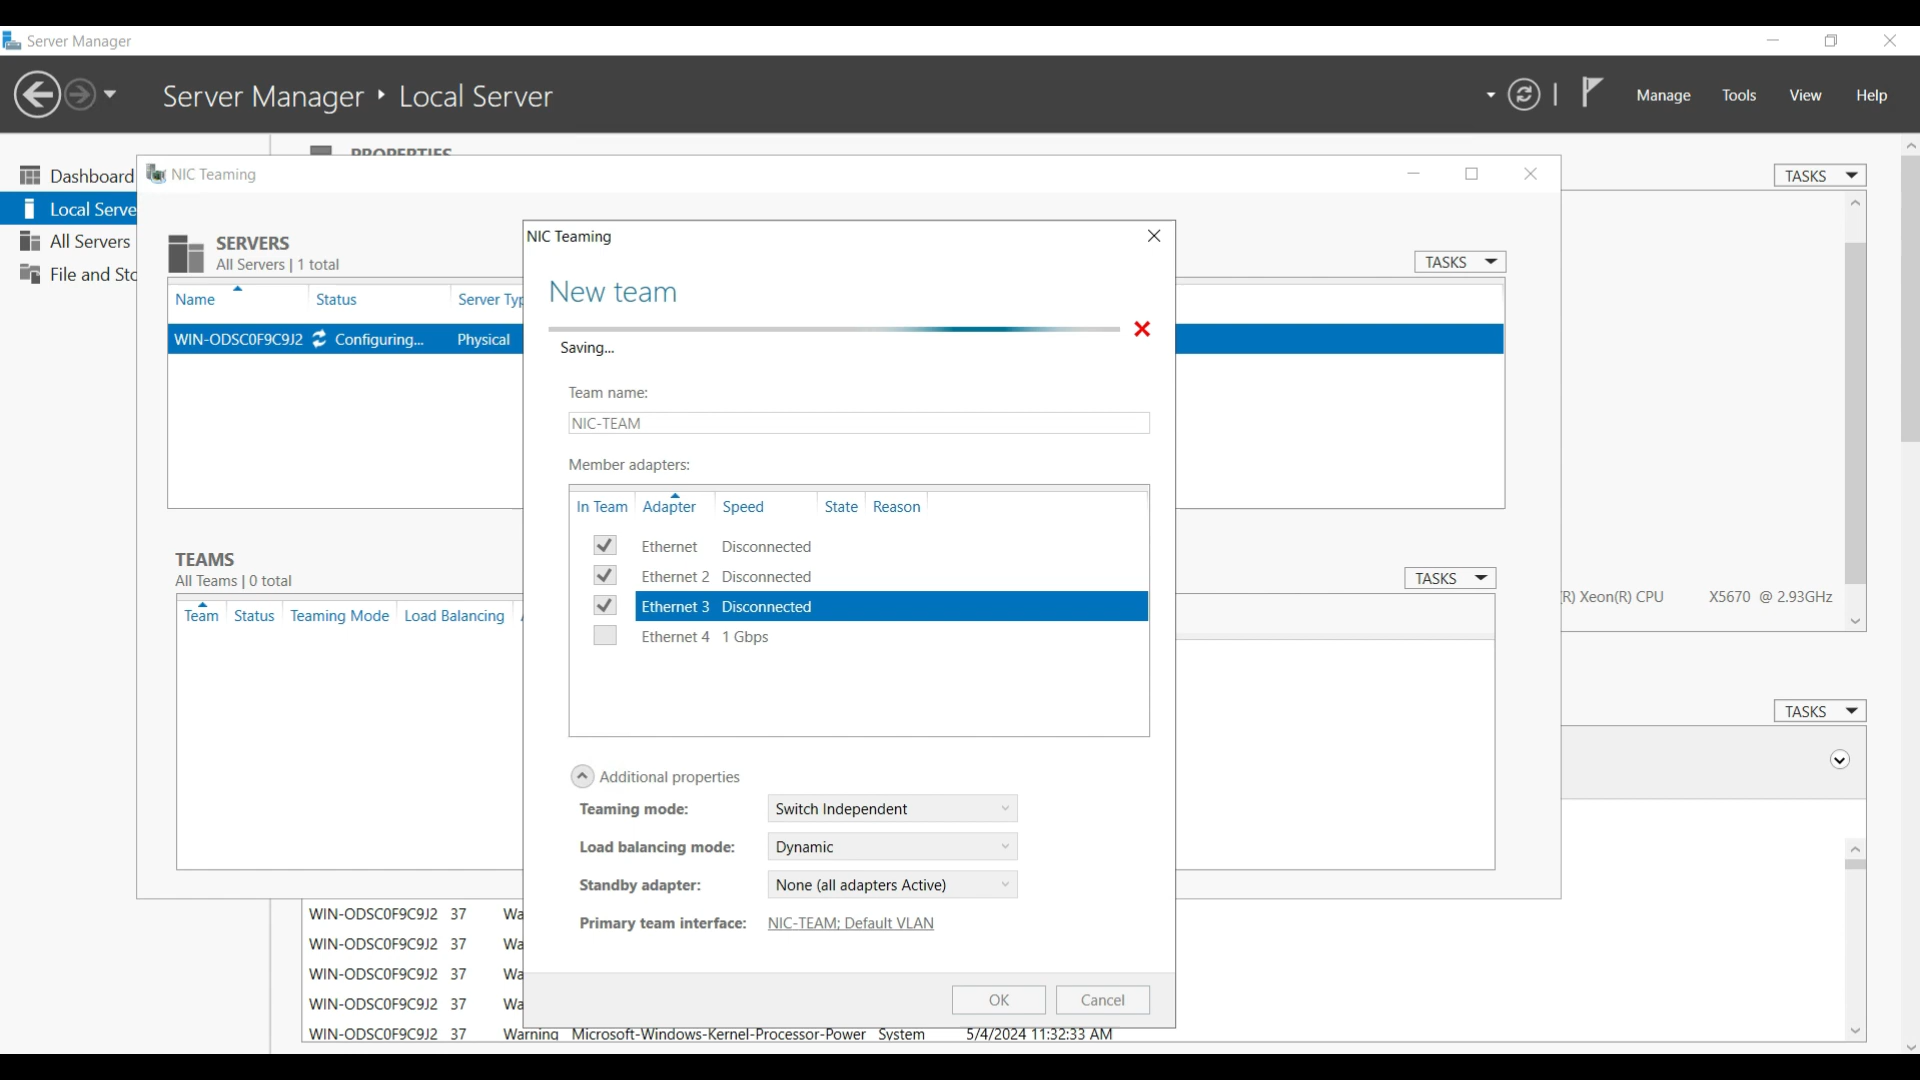 Server Manager
Server Manager ‣ Local Server
Manage Tools View Help
PROPERTIES
Dashboard
Local Serve
All Servers
File and Sto
TASKS
NIC Teaming
SERVERS
All Servers | 1 total
TASKS
Name Status Server Typ
WIN-ODSC0F9C9J2 Configuring... Physical
TEAMS
All Teams | 0 total
TASKS
Team Status Teaming Mode Load Balancing
NIC Teaming
New team
Saving...
Team name:
NIC-TEAM
Member adapters:
In Team Adapter Speed State Reason
Ethernet Disconnected
Ethernet 2 Disconnected
Ethernet 3 Disconnected
Ethernet 4 1 Gbps
Additional properties
Teaming mode: Switch Independent
Load balancing mode: Dynamic
Standby adapter: None (all adapters Active)
Primary team interface: NIC-TEAM; Default VLAN
OK Cancel
(R) Xeon(R) CPU X5670 @ 2.93GHz
TASKS
WIN-ODSC0F9C9J2 37 Wa
WIN-ODSC0F9C9J2 37 Wa
WIN-ODSC0F9C9J2 37 Wa
WIN-ODSC0F9C9J2 37 Wa
WIN-ODSC0F9C9J2 37 Warning Microsoft-Windows-Kernel-Processor-Power System 5/4/2024 11:32:33 AM